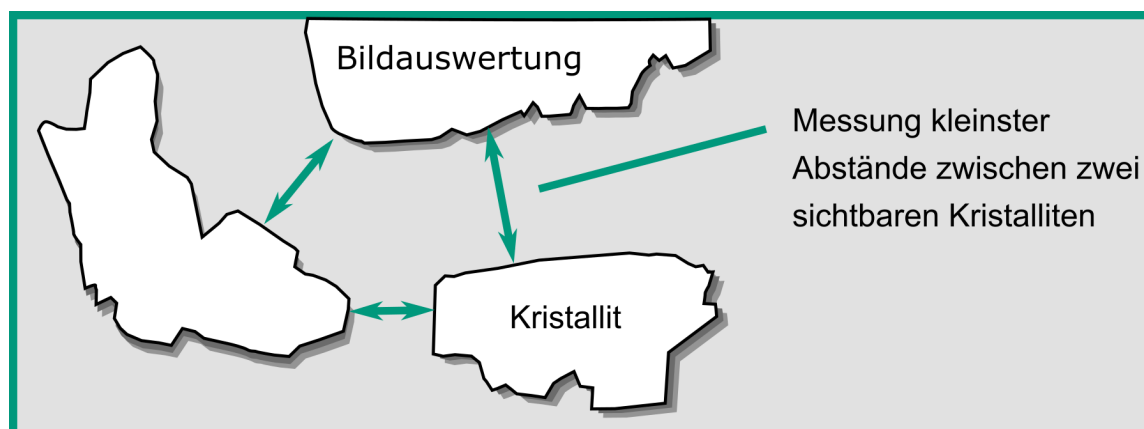 Bildauswertung
Messung kleinster
Abstände zwischen zwei
sichtbaren Kristalliten
Kristallit